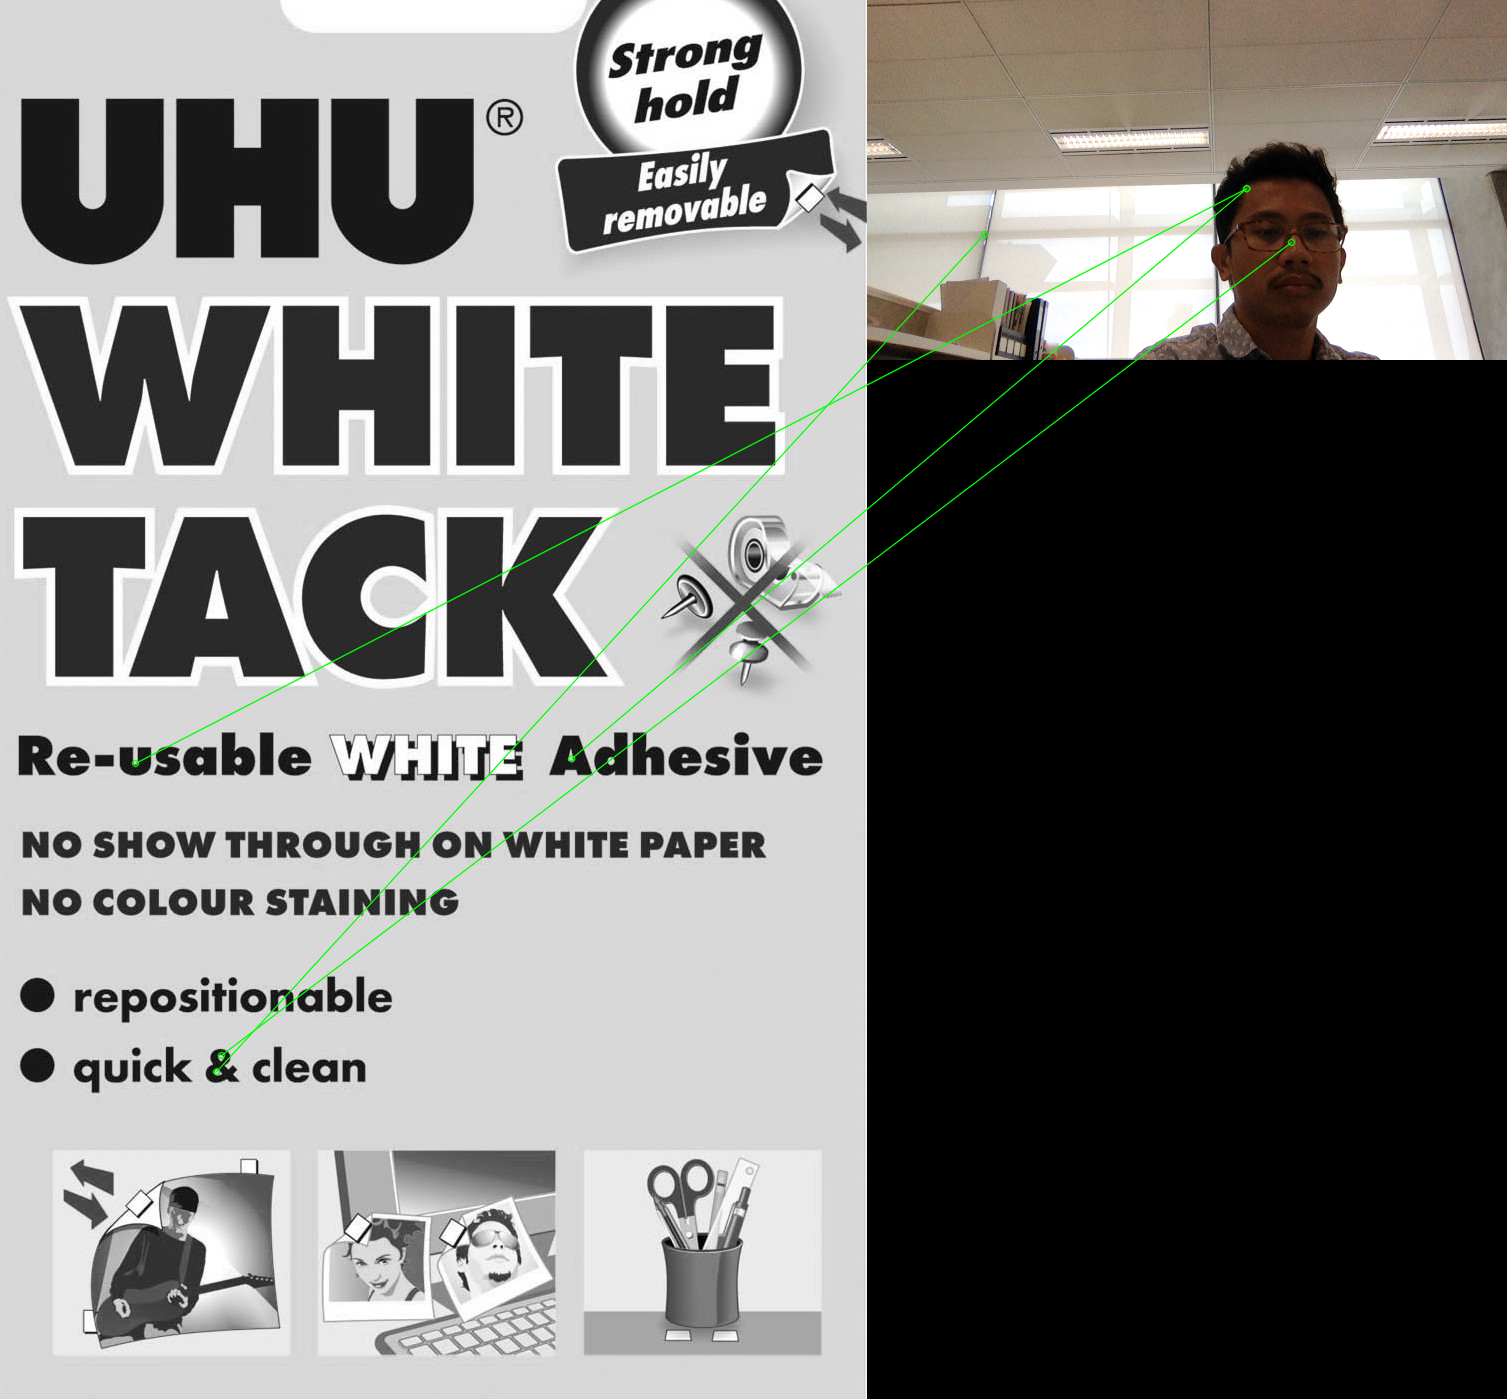 Strong
hold
Easily
removable
UHU®
WHITE
TACK
Re-usable WHITE Adhesive
NO SHOW THROUGH ON WHITE PAPER
NO COLOUR STAINING
● repositionable
● quick & clean